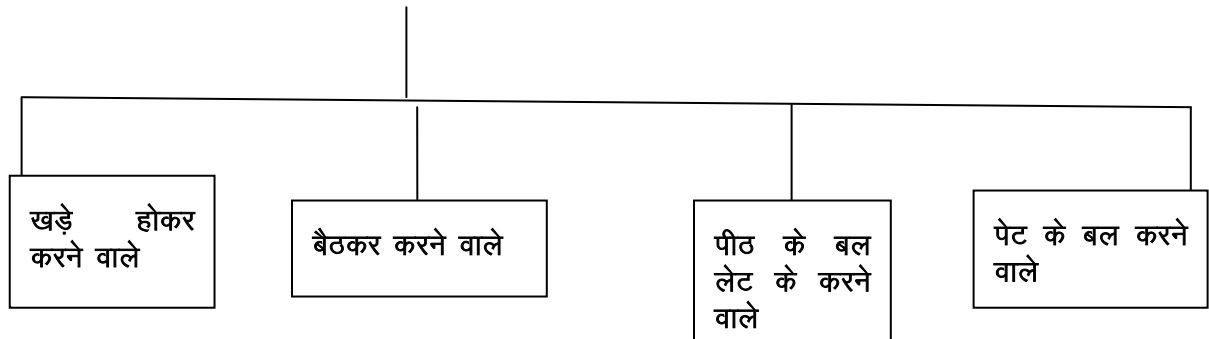 खड़े होकर
करने वाले
बैठकर करने वाले
पीठ के बल
लेट के करने
वाले
पेट के बल करने
वाले